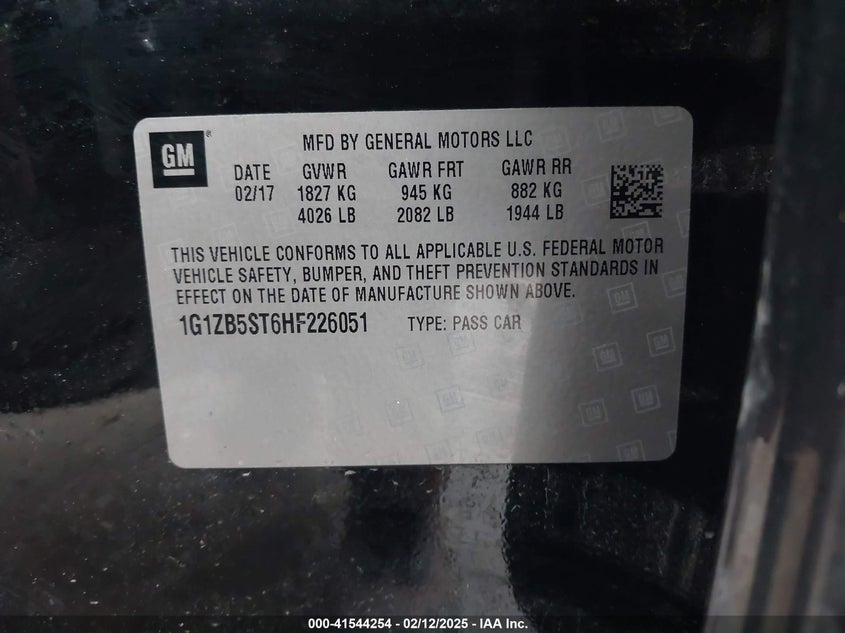 GM ®
MFD BY GENERAL MOTORS LLC
DATE GVWR GAWR FRT GAWR RR
02/17 1827 KG 945 KG 882 KG
4026 LB 2082 LB 1944 LB
THIS VEHICLE CONFORMS TO ALL APPLICABLE U.S. FEDERAL MOTOR
VEHICLE SAFETY, BUMPER, AND THEFT PREVENTION STANDARDS IN
EFFECT ON THE DATE OF MANUFACTURE SHOWN ABOVE.
1G1ZB5ST6HF226051 TYPE: PASS CAR
000-41544254 - 02/12/2025 - IAA Inc.